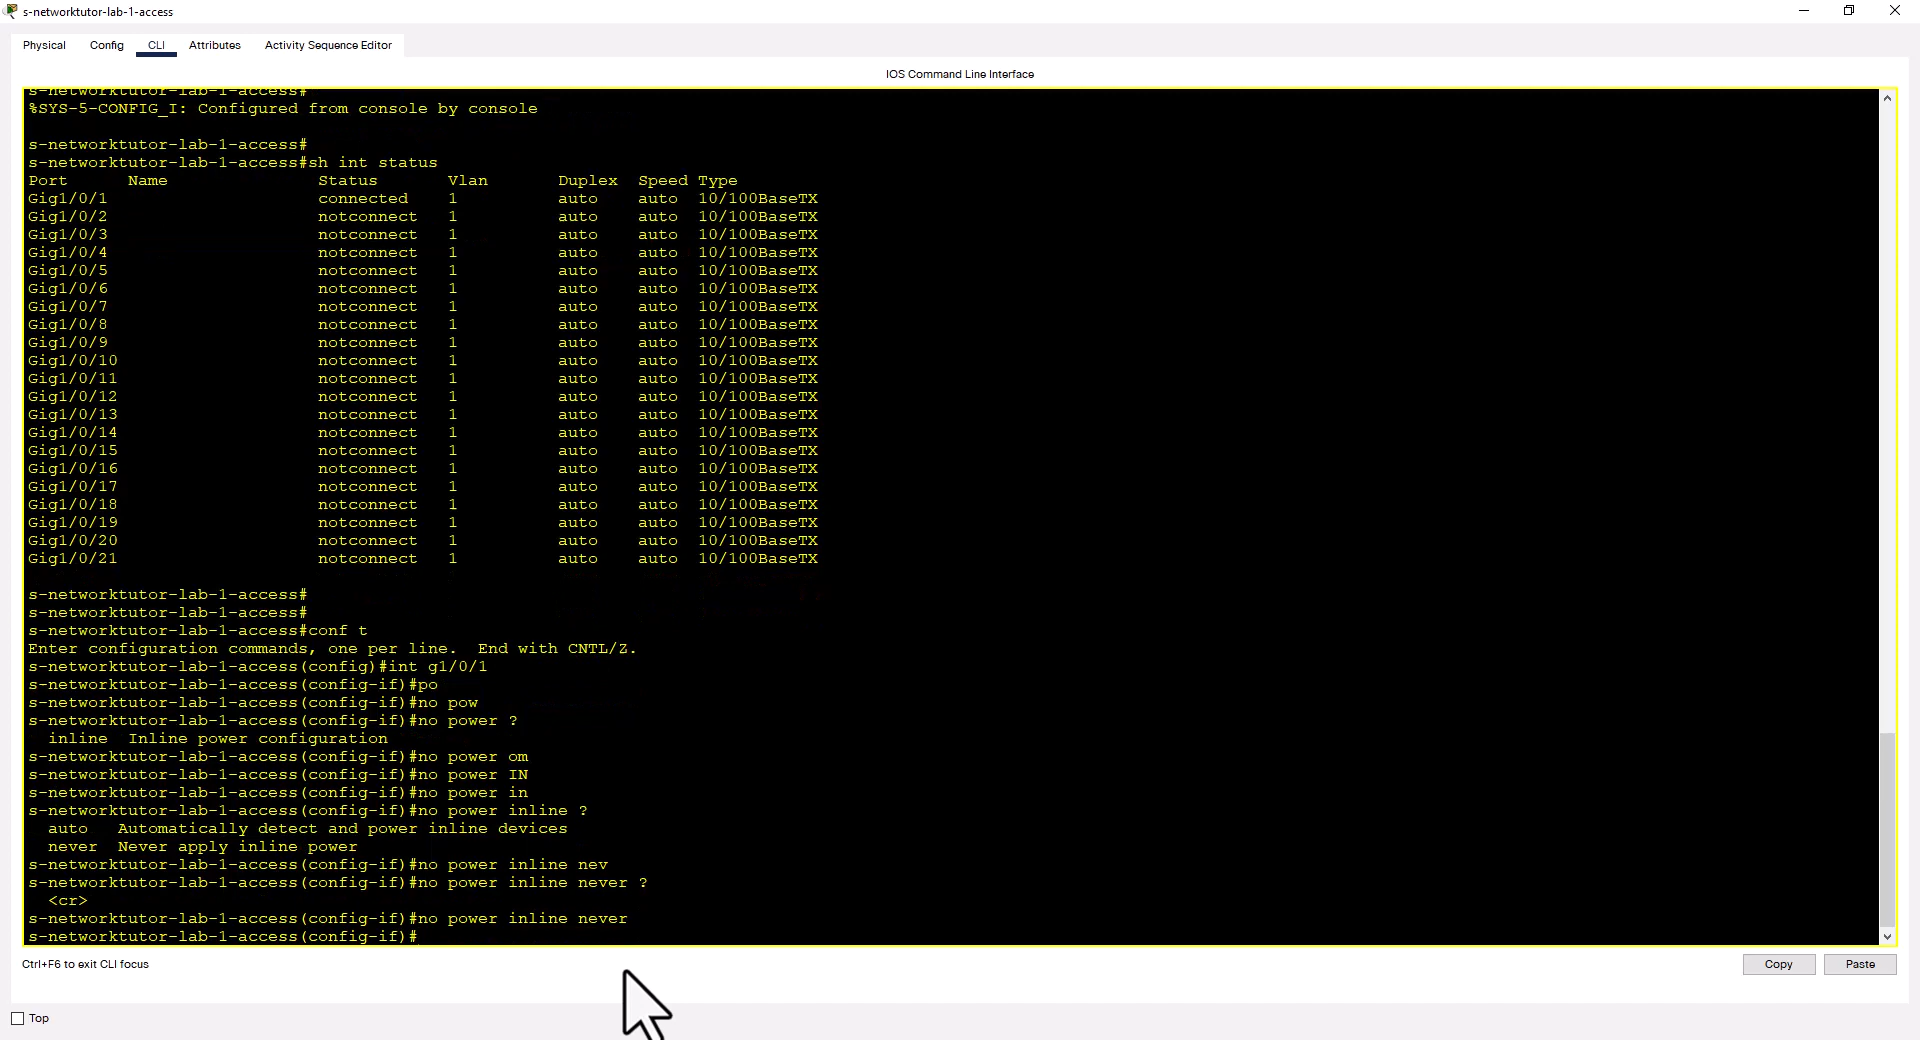 s-networktutor-lab-1-access
Physical Config CLI Attributes Activity Sequence Editor
IOS Command Line Interface
s-networktutor-lab-1-access#
%SYS-5-CONFIG_I: Configured from console by console
s-networktutor-lab-1-access#
s-networktutor-lab-1-access#sh int status
Port Name Status Vlan Duplex Speed Type
Gig1/0/1 connected 1 auto auto 10/100BaseTX
Gig1/0/2 notconnect 1 auto auto 10/100BaseTX
Gig1/0/3 notconnect 1 auto auto 10/100BaseTX
Gig1/0/4 notconnect 1 auto auto 10/100BaseTX
Gig1/0/5 notconnect 1 auto auto 10/100BaseTX
Gig1/0/6 notconnect 1 auto auto 10/100BaseTX
Gig1/0/7 notconnect 1 auto auto 10/100BaseTX
Gig1/0/8 notconnect 1 auto auto 10/100BaseTX
Gig1/0/9 notconnect 1 auto auto 10/100BaseTX
Gig1/0/10 notconnect 1 auto auto 10/100BaseTX
Gig1/0/11 notconnect 1 auto auto 10/100BaseTX
Gig1/0/12 notconnect 1 auto auto 10/100BaseTX
Gig1/0/13 notconnect 1 auto auto 10/100BaseTX
Gig1/0/14 notconnect 1 auto auto 10/100BaseTX
Gig1/0/15 notconnect 1 auto auto 10/100BaseTX
Gig1/0/16 notconnect 1 auto auto 10/100BaseTX
Gig1/0/17 notconnect 1 auto auto 10/100BaseTX
Gig1/0/18 notconnect 1 auto auto 10/100BaseTX
Gig1/0/19 notconnect 1 auto auto 10/100BaseTX
Gig1/0/20 notconnect 1 auto auto 10/100BaseTX
Gig1/0/21 notconnect 1 auto auto 10/100BaseTX
s-networktutor-lab-1-access#
s-networktutor-lab-1-access#
s-networktutor-lab-1-access#conf t
Enter configuration commands, one per line. End with CNTL/Z.
s-networktutor-lab-1-access(config)#int g1/0/1
s-networktutor-lab-1-access(config-if)#po
s-networktutor-lab-1-access(config-if)#no pow
s-networktutor-lab-1-access(config-if)#no power ?
inline Inline power configuration
s-networktutor-lab-1-access(config-if)#no power om
s-networktutor-lab-1-access(config-if)#no power IN
s-networktutor-lab-1-access(config-if)#no power in
s-networktutor-lab-1-access(config-if)#no power inline ?
auto Automatically detect and power inline devices
never Never apply inline power
s-networktutor-lab-1-access(config-if)#no power inline nev
s-networktutor-lab-1-access(config-if)#no power inline never ?
<cr>
s-networktutor-lab-1-access(config-if)#no power inline never
s-networktutor-lab-1-access(config-if)#
Ctrl+F6 to exit CLI focus
Copy Paste
Top